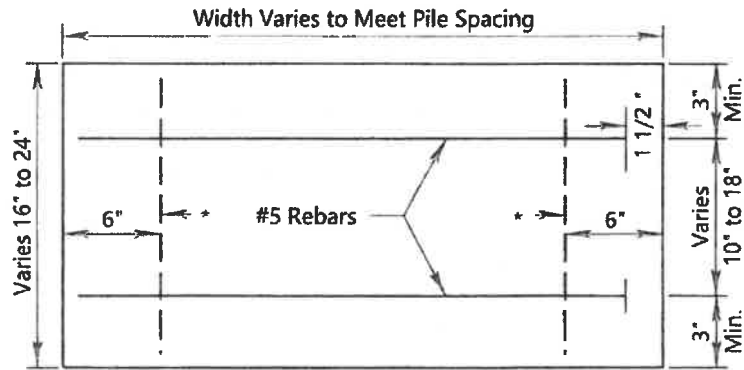 Width Varies to Meet Pile Spacing
Varies 16" to 24"
3"
Min.
1 1/2 "
6"
*
#5 Rebars
*
6"
Varies
10" to 18"
3"
Min.